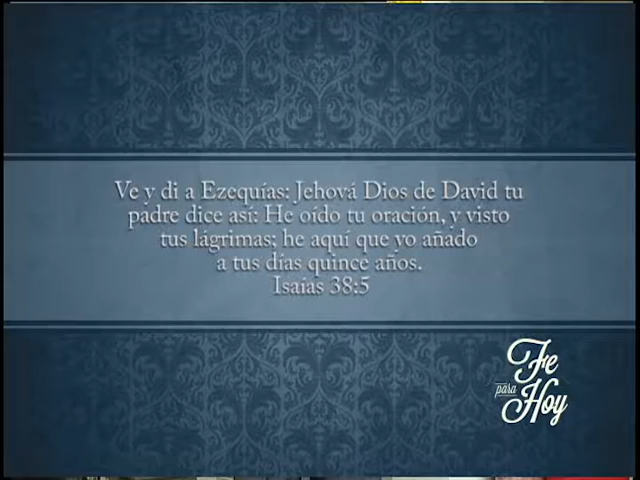 Ve y di a Ezequías: Jehová Dios de David tu
padre dice así: He oído tu oración, y visto
tus lágrimas; he aquí que yo añado
a tus días quince años.
Isaias 38:5
Fe
para
Hoy